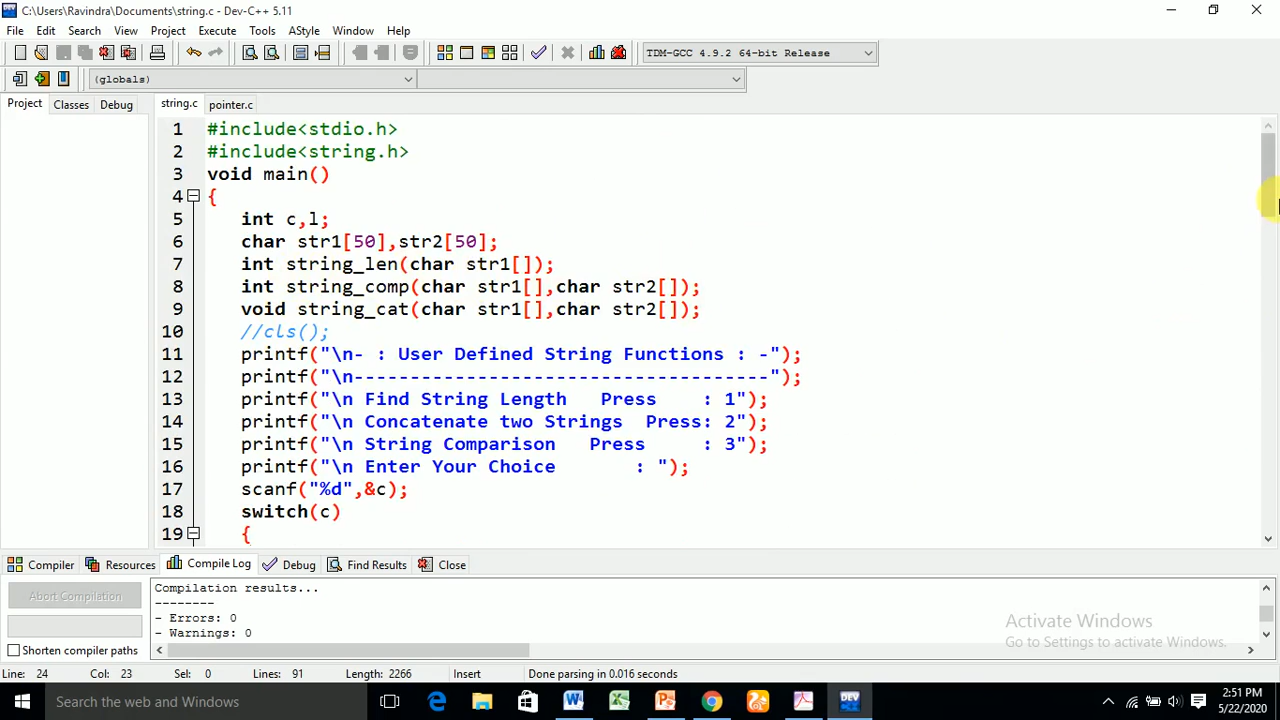 C:\Users\Ravindra\Documents\string.c - Dev-C++ 5.11
File Edit Search View Project Execute Tools AStyle Window Help
TDM-GCC 4.9.2 64-bit Release
(globals)
Project Classes Debug string.c pointer.c
1 #include<stdio.h>
2 #include<string.h>
3 void main()
4 {
5 int c,l;
6 char str1[50],str2[50];
7 int string_len(char str1[]);
8 int string_comp(char str1[],char str2[]);
9 void string_cat(char str1[],char str2[]);
10 //cls();
11 printf("\n- : User Defined String Functions : -");
12 printf("\n-------------------------------------");
13 printf("\n Find String Length   Press    : 1");
14 printf("\n Concatenate two Strings  Press: 2");
15 printf("\n String Comparison   Press     : 3");
16 printf("\n Enter Your Choice       : ");
17 scanf("%d",&c);
18 switch(c)
19 {
Compiler Resources Compile Log Debug Find Results Close
Abort Compilation
Shorten compiler paths
Compilation results...
--------
- Errors: 0
- Warnings: 0
Activate Windows
Go to Settings to activate Windows.
Line: 24 Col: 23 Sel: 0 Lines: 91 Length: 2266 Insert Done parsing in 0.016 seconds
Search the web and Windows
DEV
2:51 PM
5/22/2020